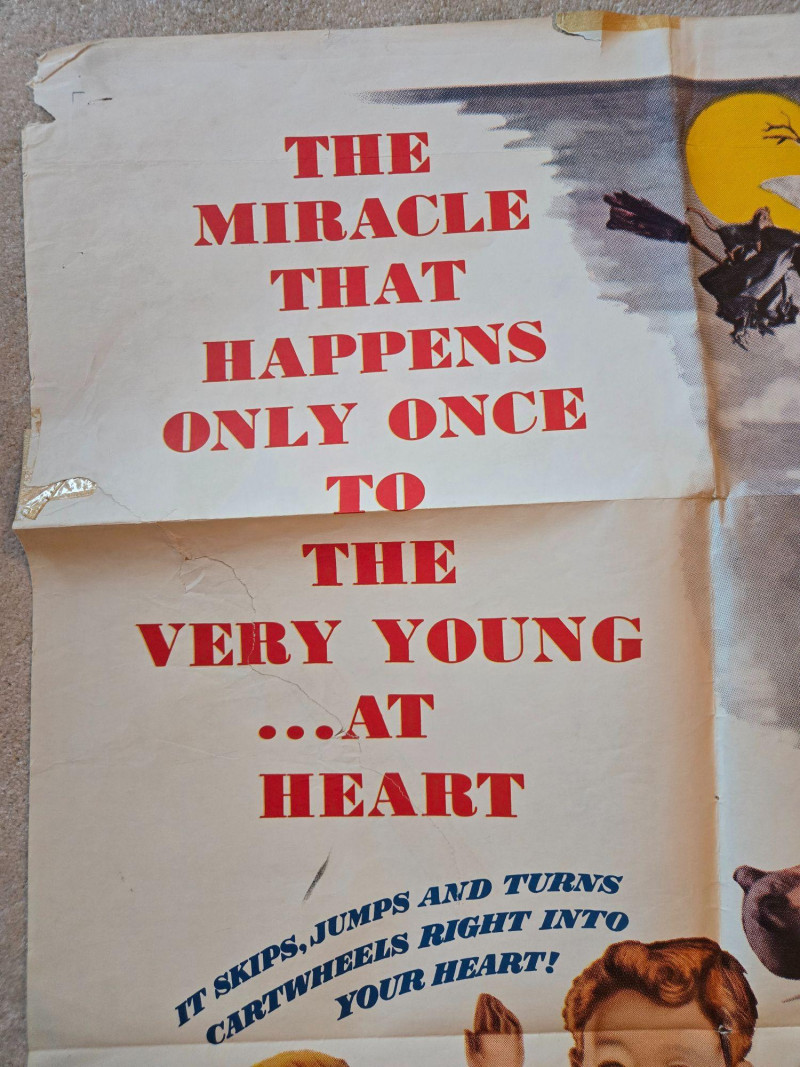 THE
MIRACLE
THAT
HAPPENS
ONLY ONCE
TO
THE
VERY YOUNG
...AT
HEART
IT SKIPS, JUMPS AND TURNS
CARTWHEELS RIGHT INTO
YOUR HEART!